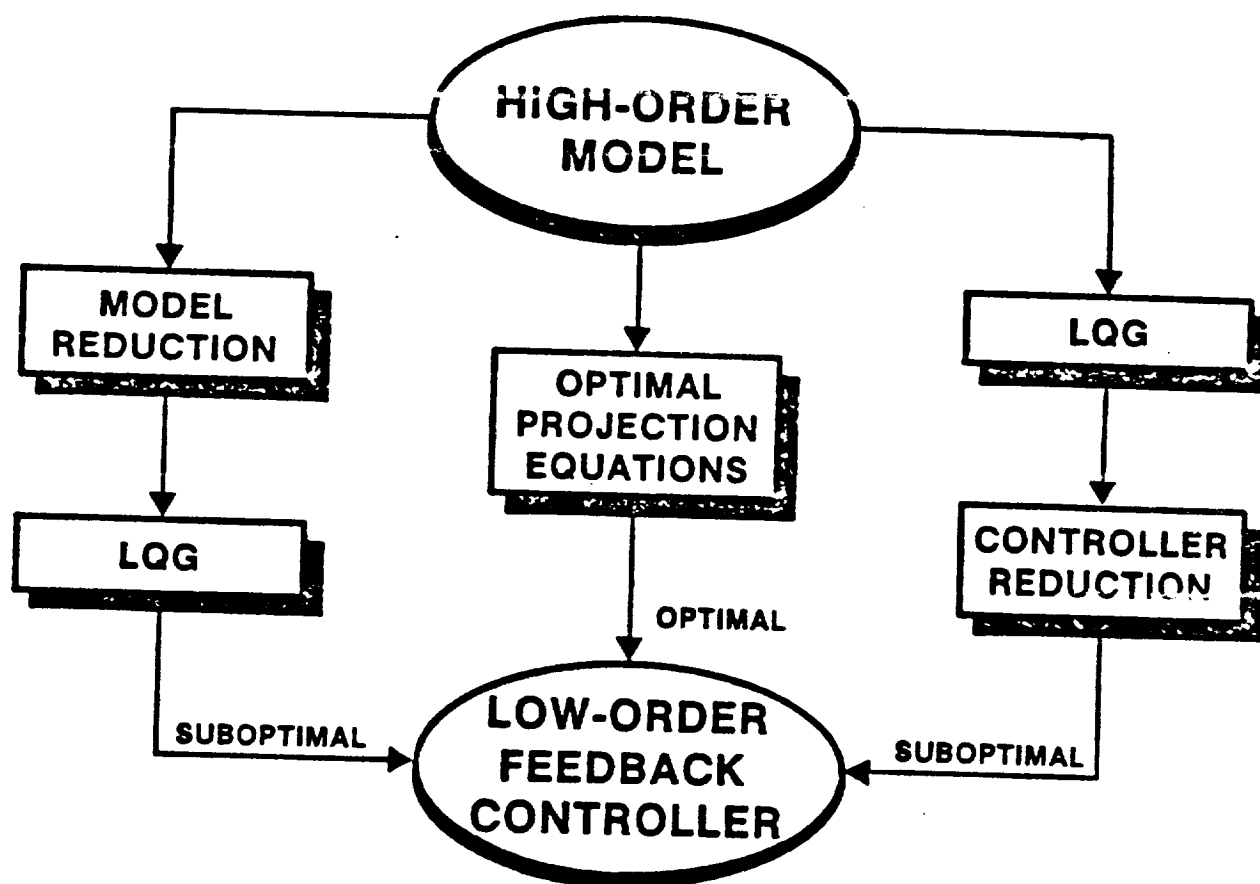 HIGH-ORDER
MODEL
MODEL
REDUCTION
LQG
OPTIMAL
PROJECTION
EQUATIONS
LQG
CONTROLLER
REDUCTION
OPTIMAL
SUBOPTIMAL
SUBOPTIMAL
LOW-ORDER
FEEDBACK
CONTROLLER